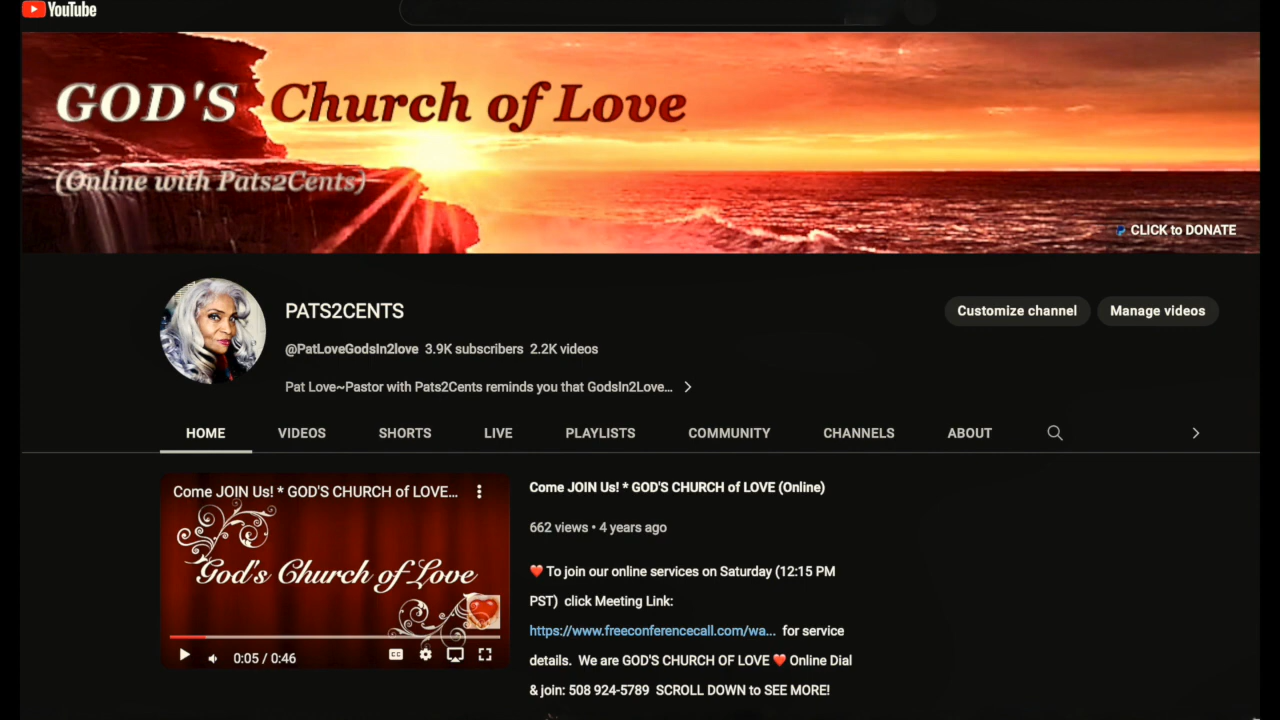 YouTube
GOD'S Church of Love
(Online with Pats2Cents)
CLICK to DONATE
PATS2CENTS
Customize channel
Manage videos
@PatLoveGodsIn2love 3.9K subscribers 2.2K videos
Pat Love~Pastor with Pats2Cents reminds you that GodsIn2Love...
HOME
VIDEOS
SHORTS
LIVE
PLAYLISTS
COMMUNITY
CHANNELS
ABOUT
Come JOIN Us! * GOD'S CHURCH of LOVE...
God's Church of Love
CC
0:05 / 0:46
Come JOIN Us! * GOD'S CHURCH of LOVE (Online)
662 views • 4 years ago
❤️ To join our online services on Saturday (12:15 PM
PST) click Meeting Link:
https://www.freeconferencecall.com/wa... for service
details. We are GOD'S CHURCH OF LOVE ❤️ Online Dial
& join: 508 924-5789 SCROLL DOWN to SEE MORE!